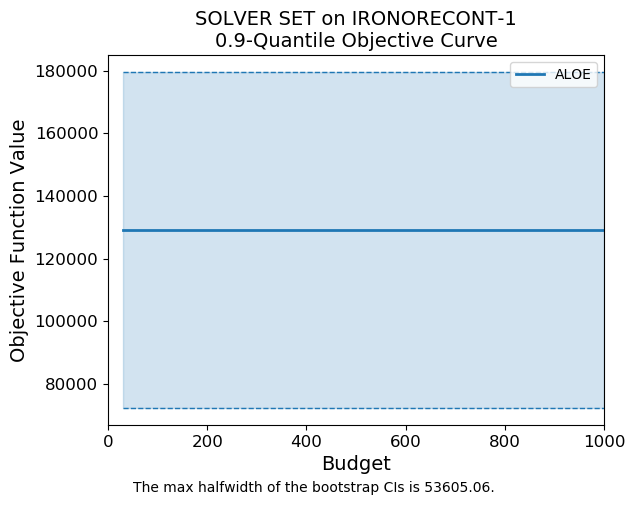 SOLVER SET on IRONORECONT-1
0.9-Quantile Objective Curve
ALOE
Objective Function Value
180000
160000
140000
120000
100000
80000
0 200 400 600 800 1000
Budget
The max halfwidth of the bootstrap CIs is 53605.06.